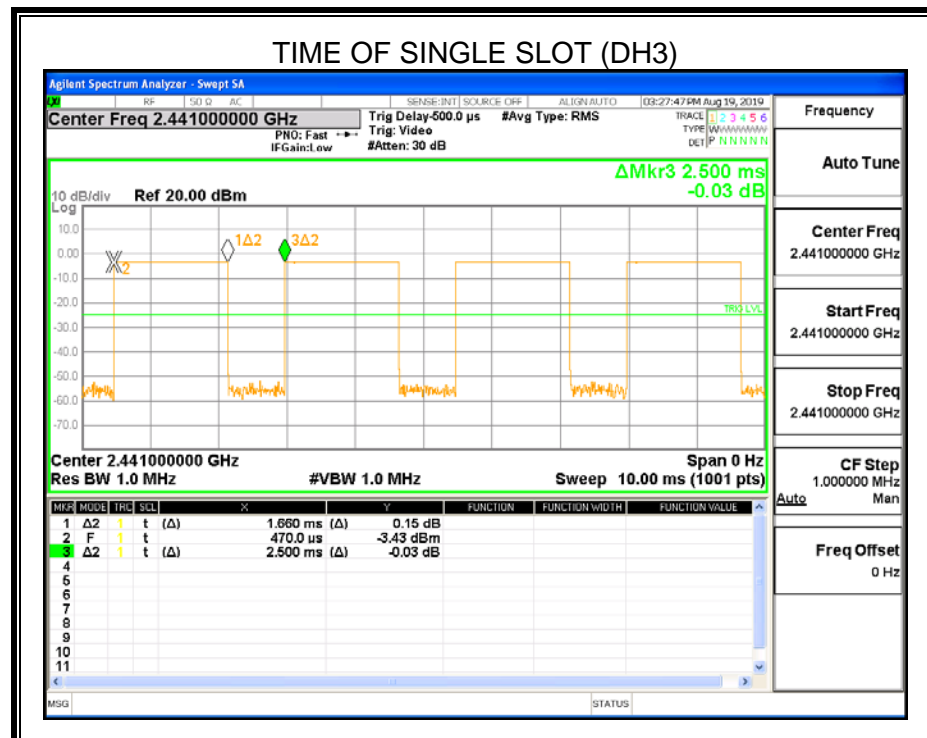 TIME OF SINGLE SLOT (DH3)
Agilent Spectrum Analyzer - Swept SA
LXI RF 50 Ω AC SENSE:INT SOURCE OFF ALIGN AUTO 03:27:47 PM Aug 19, 2019
Center Freq 2.441000000 GHz
PNO: Fast
IFGain:Low
Trig Delay-500.0 µs #Avg Type: RMS
Trig: Video
#Atten: 30 dB
TRACE 1 2 3 4 5 6
TYPE W
DET P N N N N N
ΔMkr3 2.500 ms
-0.03 dB
10 dB/div Ref 20.00 dBm
Log
10.0
0.00
-10.0
-20.0
-30.0
-40.0
-50.0
-60.0
-70.0
2
1Δ2
3Δ2
TRIG LVL
Center 2.441000000 GHz Span 0 Hz
Res BW 1.0 MHz #VBW 1.0 MHz Sweep 10.00 ms (1001 pts)
MKR MODE TRC SCL X Y FUNCTION FUNCTION WIDTH FUNCTION VALUE
1 Δ2 1 t (Δ) 1.660 ms (Δ) 0.15 dB
2 F 1 t 470.0 µs -3.43 dBm
3 Δ2 1 t (Δ) 2.500 ms (Δ) -0.03 dB
4
5
6
7
8
9
10
11
MSG STATUS
Frequency
Auto Tune
Center Freq
2.441000000 GHz
Start Freq
2.441000000 GHz
Stop Freq
2.441000000 GHz
CF Step
1.000000 MHz
Auto Man
Freq Offset
0 Hz